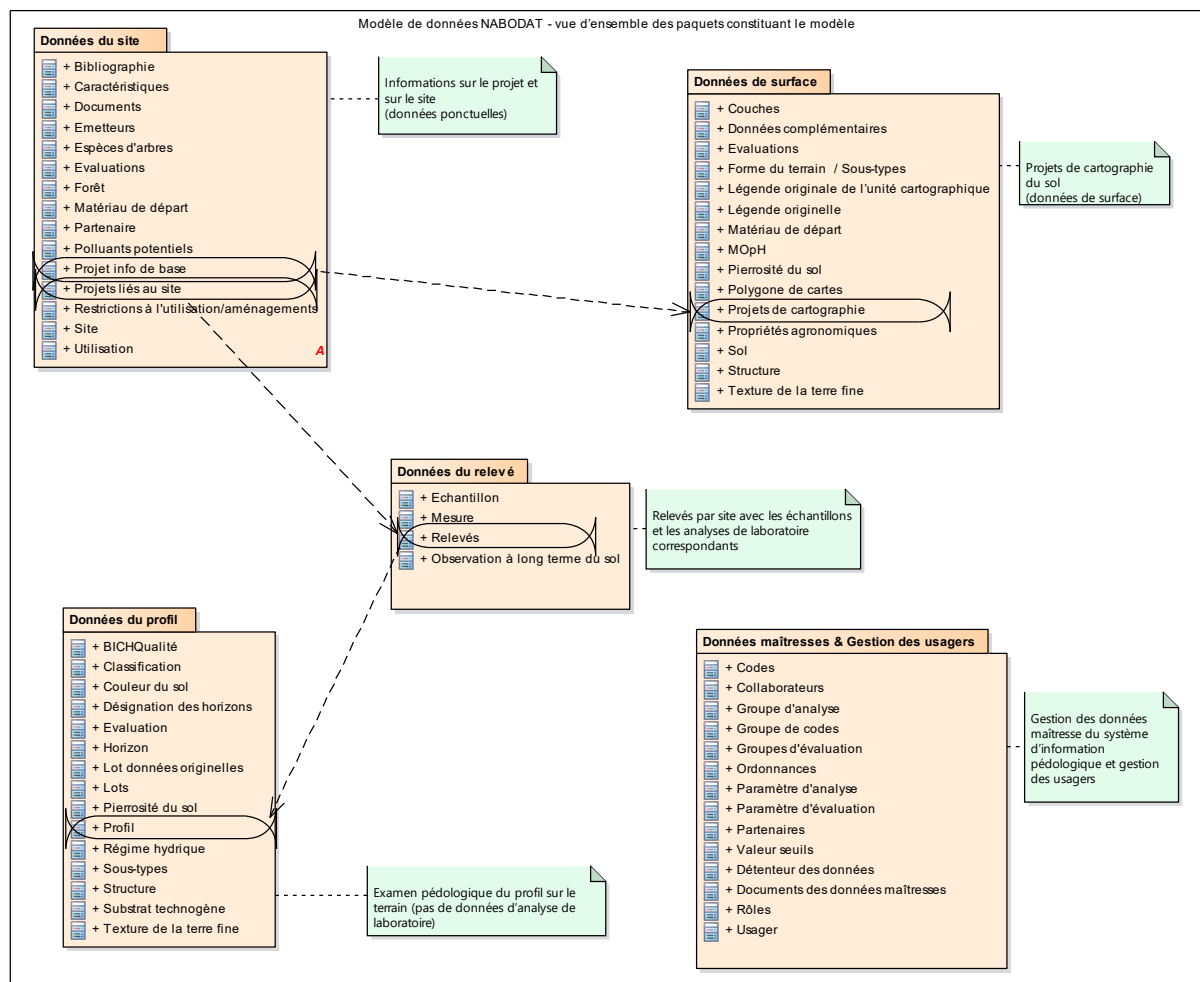 Modèle de données NABODAT - vue d'ensemble des paquets constituant le modèle
Données du site
+ Bibliographie
+ Caractéristiques
+ Documents
+ Emetteurs
+ Espèces d'arbres
+ Evaluations
+ Forêt
+ Matériau de départ
+ Partenaire
+ Polluants potentiels
+ Projet info de base
+ Projets liés au site
+ Restrictions à l'utilisation/aménagements
+ Site
+ Utilisation
A
Informations sur le projet et
sur le site
(données ponctuelles)
Données de surface
+ Couches
+ Données complémentaires
+ Evaluations
+ Forme du terrain / Sous-types
+ Légende originale de l'unité cartographique
+ Légende originelle
+ Matériau de départ
+ MOpH
+ Pierrosité du sol
+ Polygone de cartes
+ Projets de cartographie
+ Propriétés agronomiques
+ Sol
+ Structure
+ Texture de la terre fine
Projets de cartographie
du sol
(données de surface)
Données du relevé
+ Echantillon
+ Mesure
+ Relevés
+ Observation à long terme du sol
Relevés par site avec les échantillons
et les analyses de laboratoire
correspondants
Données du profil
+ BICHQualité
+ Classification
+ Couleur du sol
+ Désignation des horizons
+ Evaluation
+ Horizon
+ Lot données originelles
+ Lots
+ Pierrosité du sol
+ Profil
+ Régime hydrique
+ Sous-types
+ Structure
+ Substrat technogène
+ Texture de la terre fine
Examen pédologique du profil sur le
terrain (pas de données d'analyse de
laboratoire)
Données maîtresses & Gestion des usagers
+ Codes
+ Collaborateurs
+ Groupe d'analyse
+ Groupe de codes
+ Groupes d'évaluation
+ Ordonnances
+ Paramètre d'analyse
+ Paramètre d'évaluation
+ Partenaires
+ Valeur seuils
+ Détenteur des données
+ Documents des données maîtresses
+ Rôles
+ Usager
Gestion des données
maîtresse du système
d'information
pédologique et gestion
des usagers